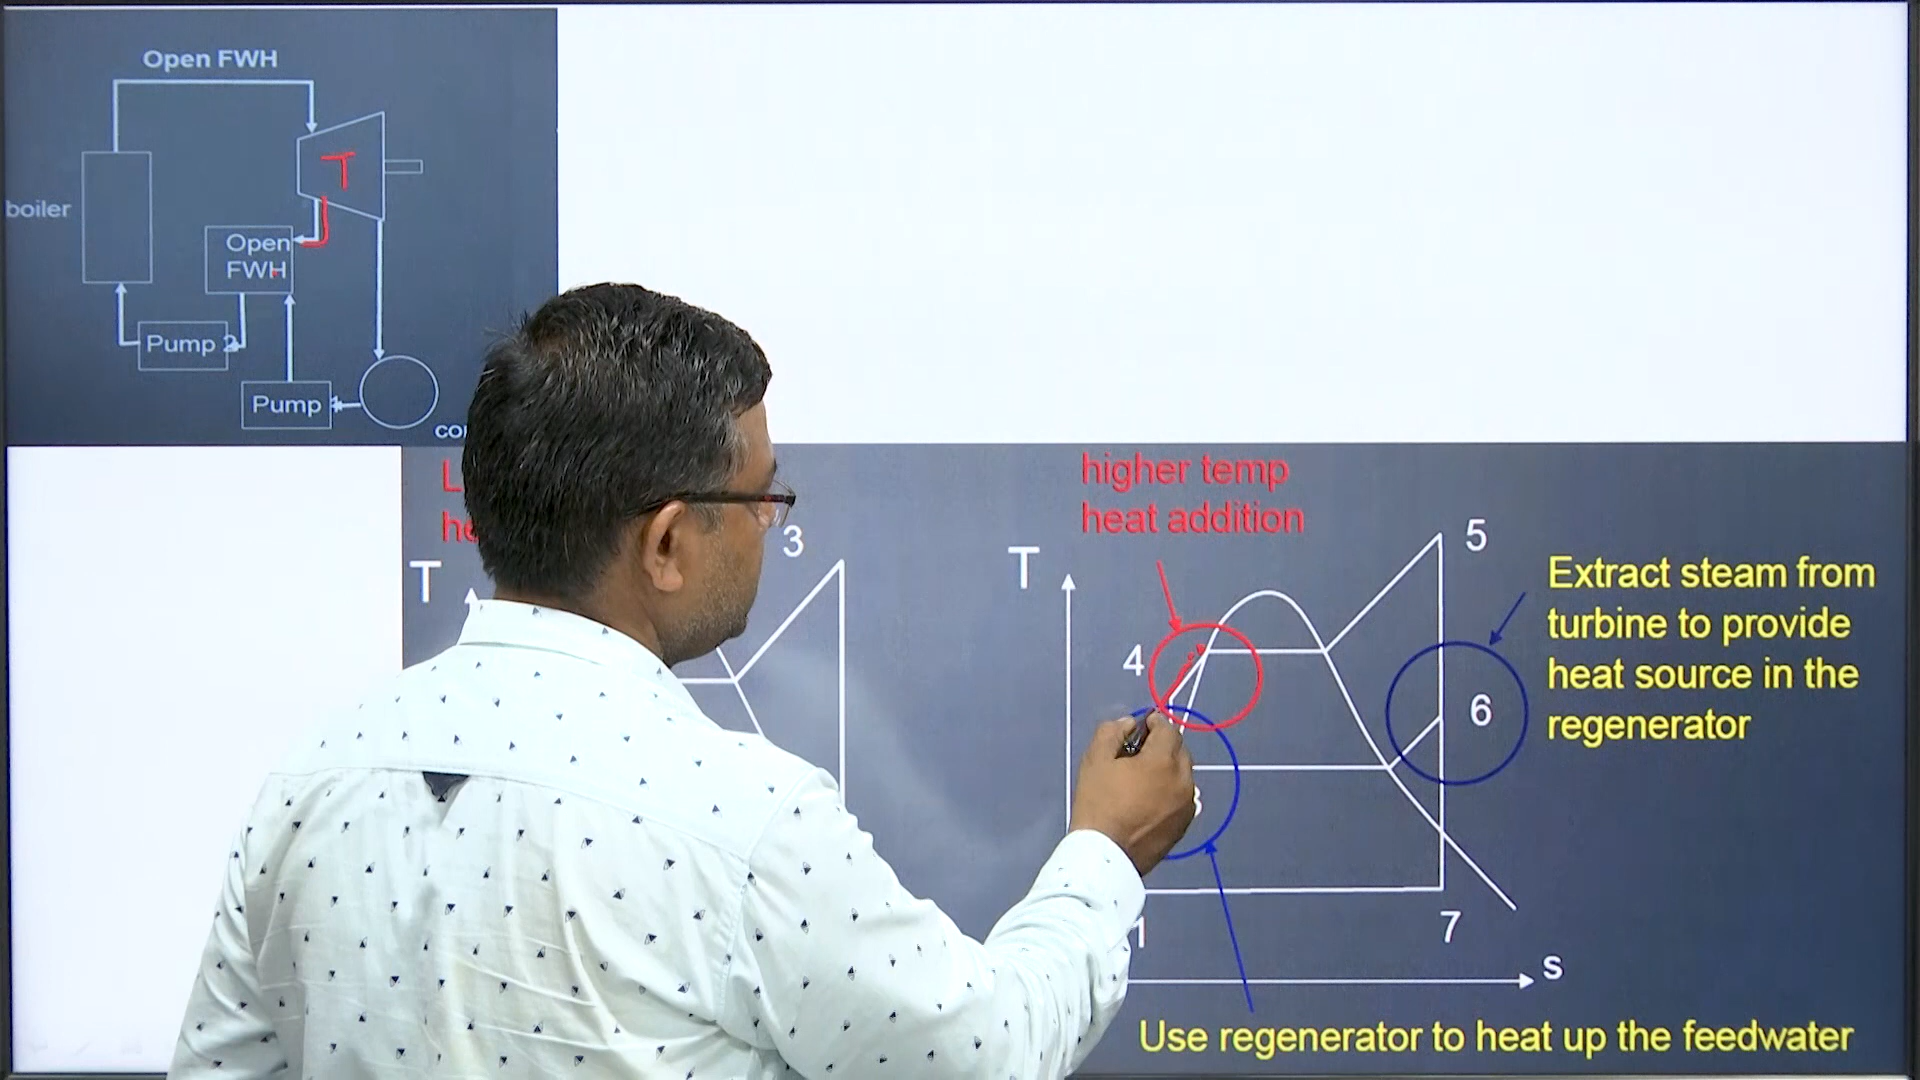 Open FWH
T
boiler
Open
FWH
Pump 2
Pump
higher temp
heat addition
3
T
T
5
4
Extract steam from
turbine to provide
heat source in the
regenerator
6
1
7
s
Use regenerator to heat up the feedwater